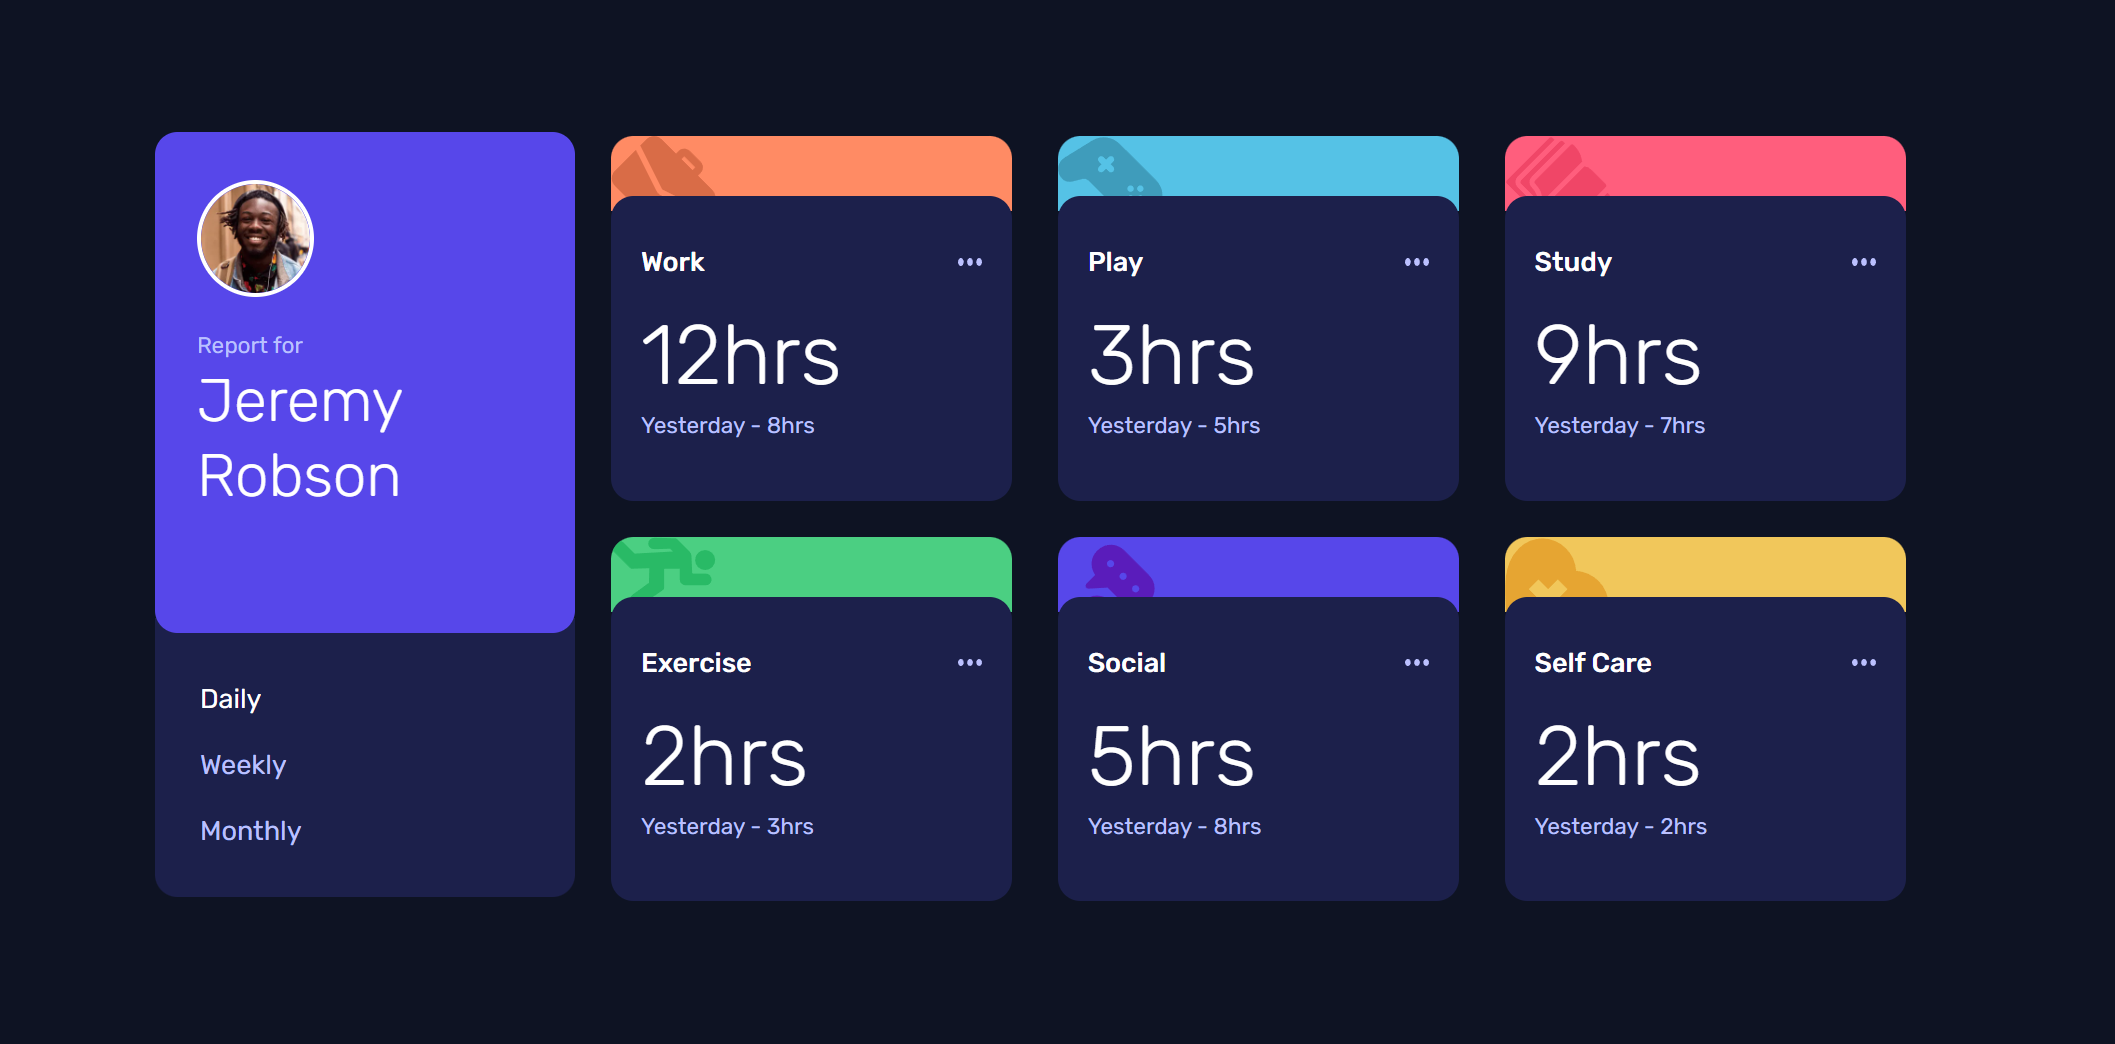 Report for
Jeremy
Robson
Daily
Weekly
Monthly
Work
12hrs
Yesterday - 8hrs
Play
3hrs
Yesterday - 5hrs
Study
9hrs
Yesterday - 7hrs
Exercise
2hrs
Yesterday - 3hrs
Social
5hrs
Yesterday - 8hrs
Self Care
2hrs
Yesterday - 2hrs